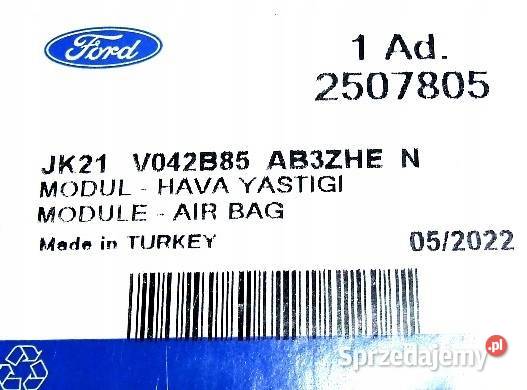 Ford
1 Ad.
2507805
JK21 V042B85 AB3ZHE N
MODUL - HAVA YASTIGI
MODULE - AIR BAG
Made in TURKEY
05/2022
Sprzedajemy.pl